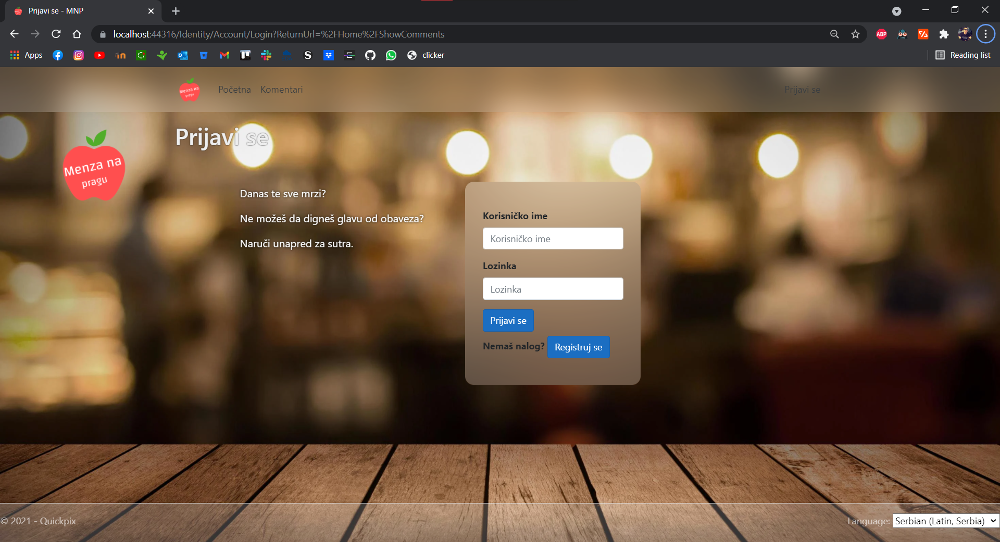 Prijavi se - MNP
localhost:44316/Identity/Account/Login?ReturnUrl=%2FHome%2FShowComments
ABP
Apps
clicker
Reading list
Menza na
pragu
Početna
Komentari
Prijavi se
Menza na
pragu
Prijavi se
Danas te sve mrzi?
Ne možeš da digneš glavu od obaveza?
Naruči unapred za sutra.
Korisničko ime
Korisničko ime
Lozinka
Lozinka
Prijavi se
Nemaš nalog? Registruj se
© 2021 - Quickpix
Language: Serbian (Latin, Serbia)